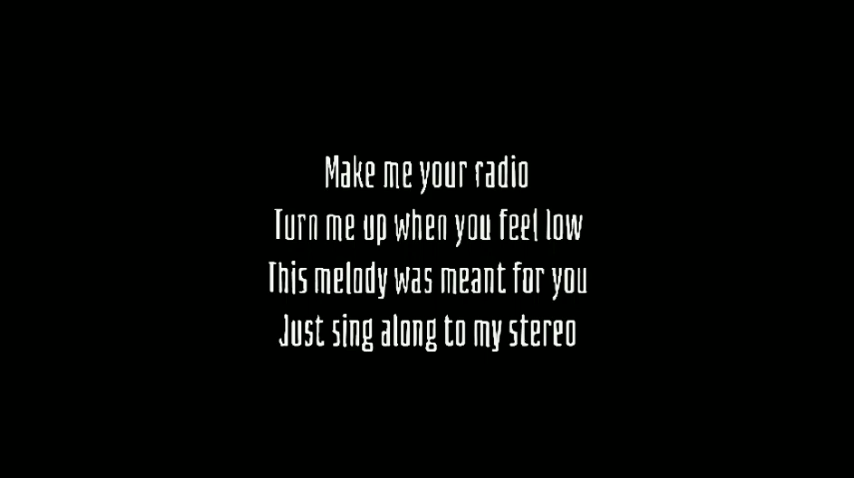 Make me your radio
Turn me up when you feel low
This melody was meant for you
Just sing along to my stereo